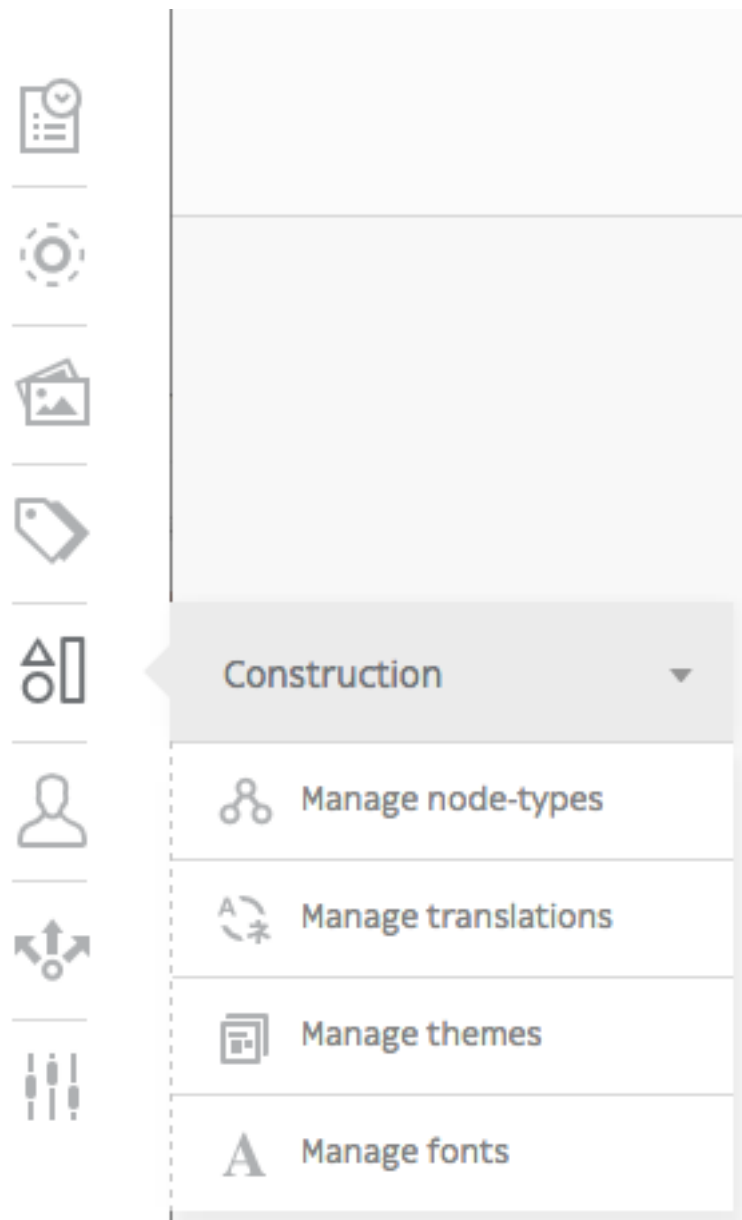 Construction
Manage node-types
Manage translations
Manage themes
Manage fonts